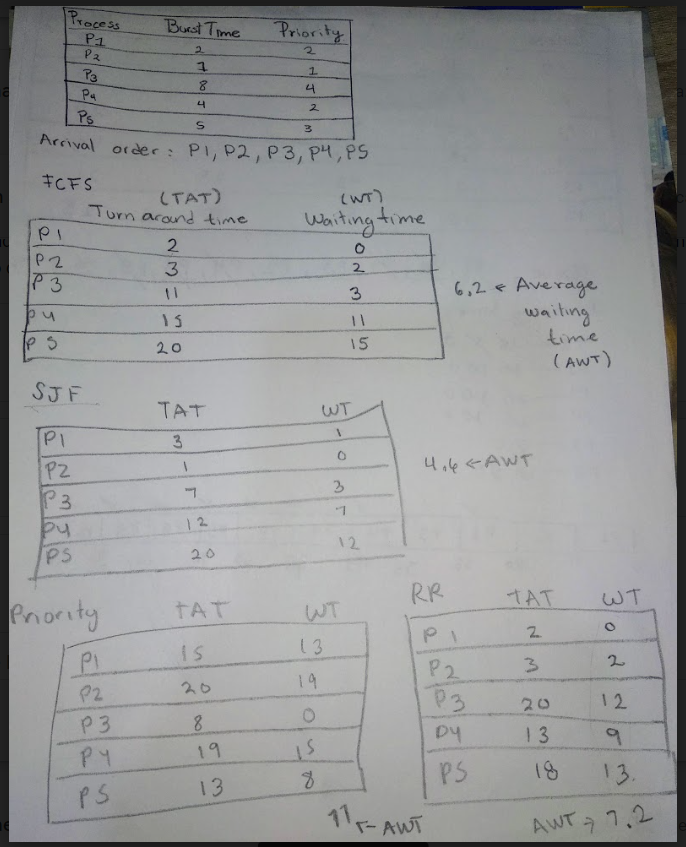 Process Burst Time Priority
P1 2 2
P2 1 1
P3 8 4
P4 4 2
P5 5 3
Arrival order : P1, P2, P3, P4, P5
FCFS
(TAT) (WT)
Turn around time Waiting time
P1 2 0
P2 3 2
P3 11 3
P4 15 11
P5 20 15
6.2 ← Average
waiting
time
(AWT)
SJF
TAT WT
P1 3 1
P2 1 0
P3 7 3
P4 12 7
P5 20 12
4.6 ← AWT
Priority TAT WT
P1 15 13
P2 20 19
P3 8 0
P4 19 15
P5 13 8
11 ← AWT
RR TAT WT
P1 2 0
P2 3 2
P3 20 12
P4 13 9
P5 18 13.
AWT → 7.2